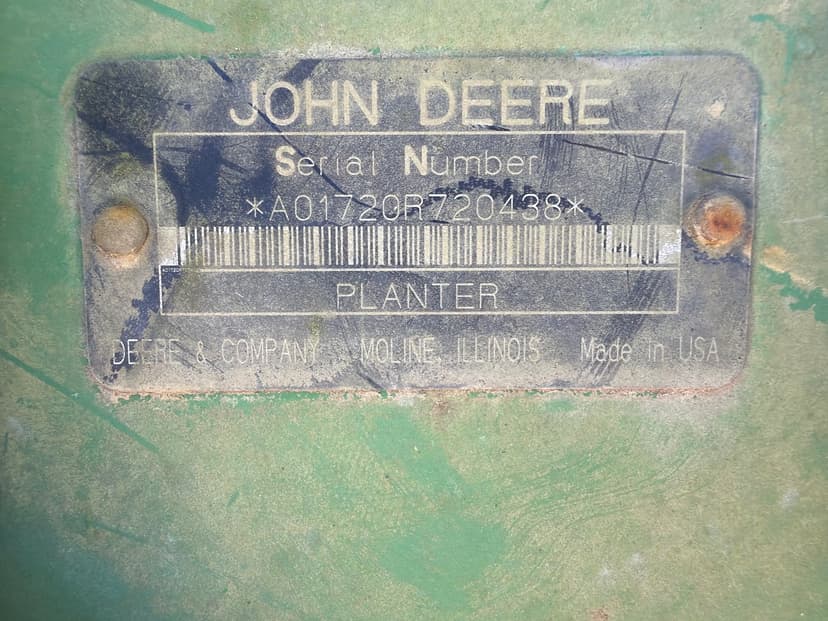 JOHN DEERE
Serial Number
*A01720R720438*
PLANTER
DEERE & COMPANY MOLINE, ILLINOIS Made in USA